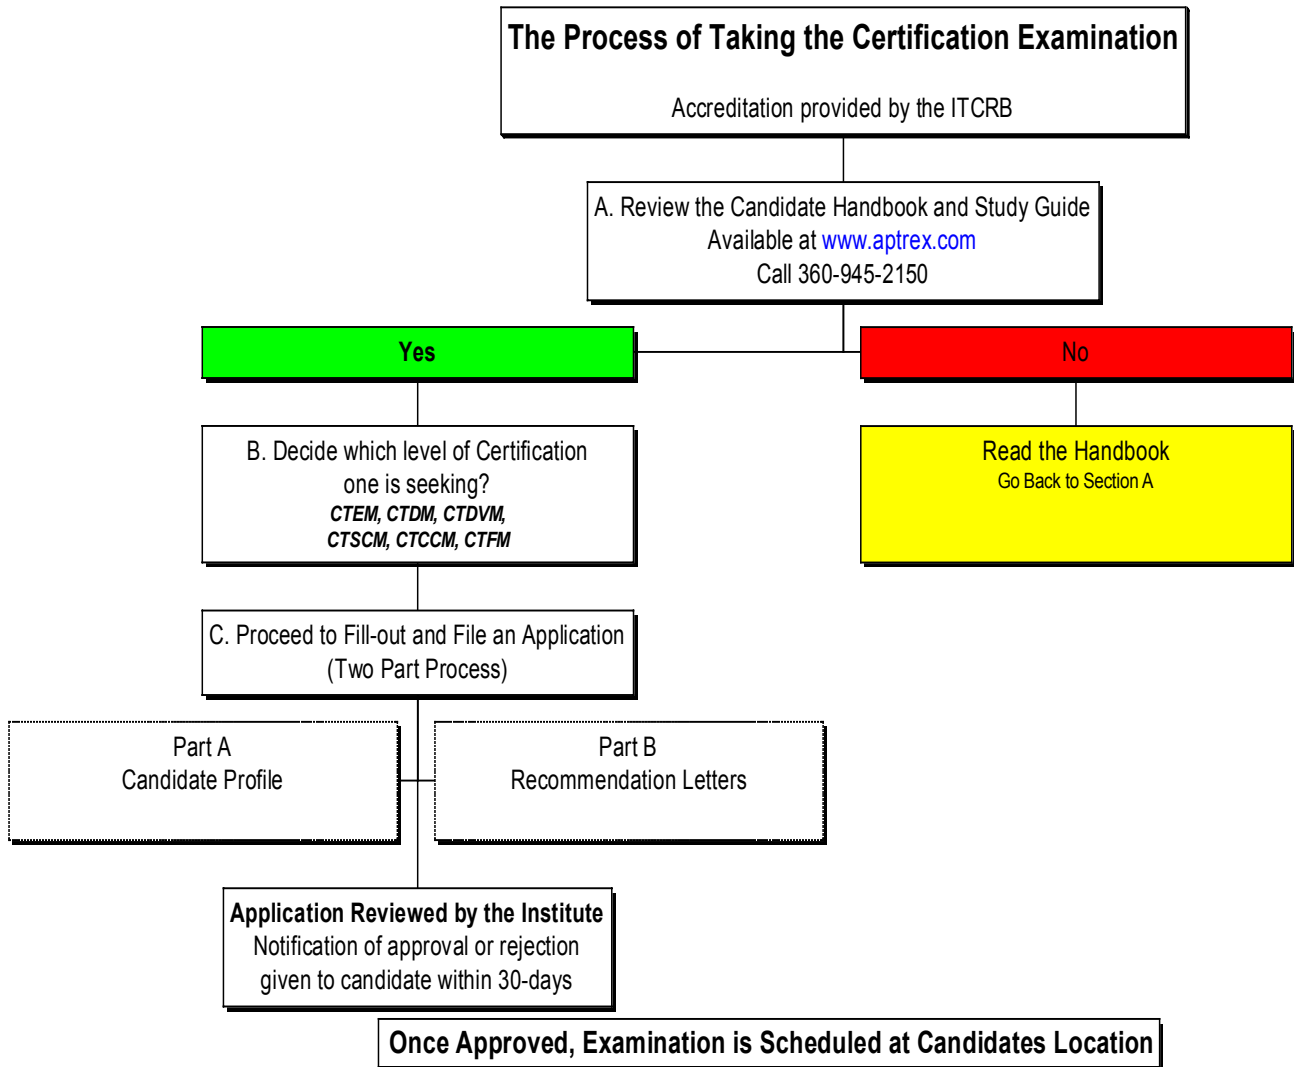 The Process of Taking the Certification Examination
Accreditation provided by the ITCRB
A. Review the Candidate Handbook and Study Guide
Available at www.aptrex.com
Call 360-945-2150
Yes
No
B. Decide which level of Certification
one is seeking?
CTEM, CTDM, CTDVM,
CTSCM, CTCCM, CTFM
Read the Handbook
Go Back to Section A
C. Proceed to Fill-out and File an Application
(Two Part Process)
Part A
Candidate Profile
Part B
Recommendation Letters
Application Reviewed by the Institute
Notification of approval or rejection
given to candidate within 30-days
Once Approved, Examination is Scheduled at Candidates Location